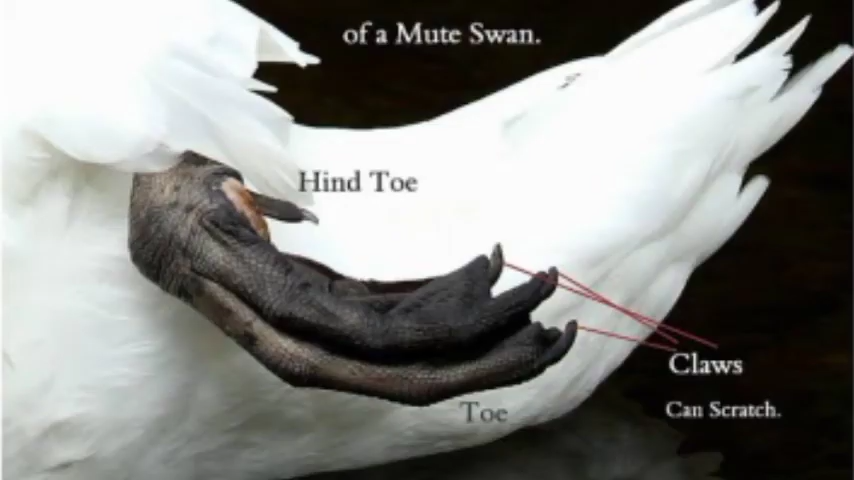 of a Mute Swan.
Hind Toe
Claws
Can Scratch.
Toe